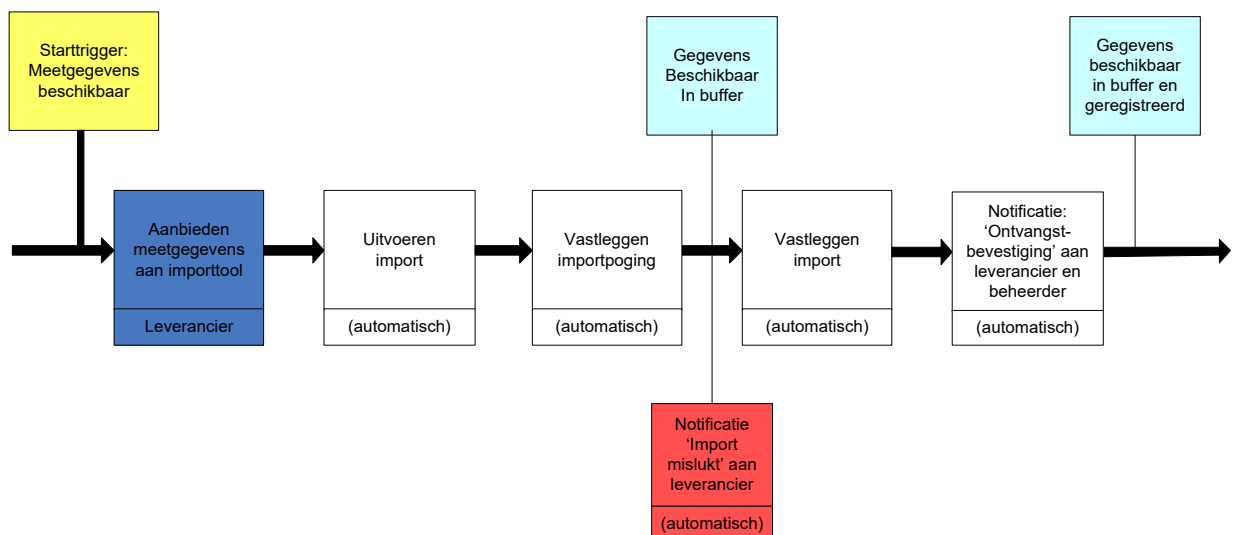 Starttrigger:
Meetgegevens
beschikbaar
Gegevens
Beschikbaar
In buffer
Gegevens
beschikbaar
in buffer en
geregistreerd
Aanbieden
meetgegevens
aan importtool
Leverancier
Uitvoeren
import
(automatisch)
Vastleggen
importpoging
(automatisch)
Vastleggen
import
(automatisch)
Notificatie:
‘Ontvangst-
bevestiging’ aan
leverancier en
beheerder
(automatisch)
Notificatie
‘Import
mislukt’ aan
leverancier
(automatisch)